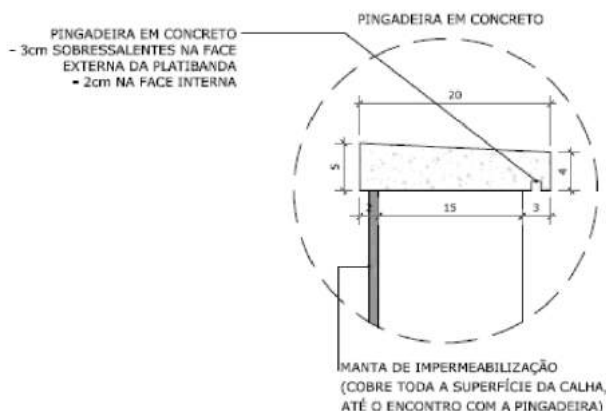 PINGADEIRA EM CONCRETO
PINGADEIRA EM CONCRETO
- 3cm SOBRESSALENTES NA FACE
EXTERNA DA PLATIBANDA
- 2cm NA FACE INTERNA
20
5
4
2
15
3
MANTA DE IMPERMEABILIZAÇÃO
(COBRE TODA A SUPERFÍCIE DA CALHA,
ATÉ O ENCONTRO COM A PINGADEIRA)